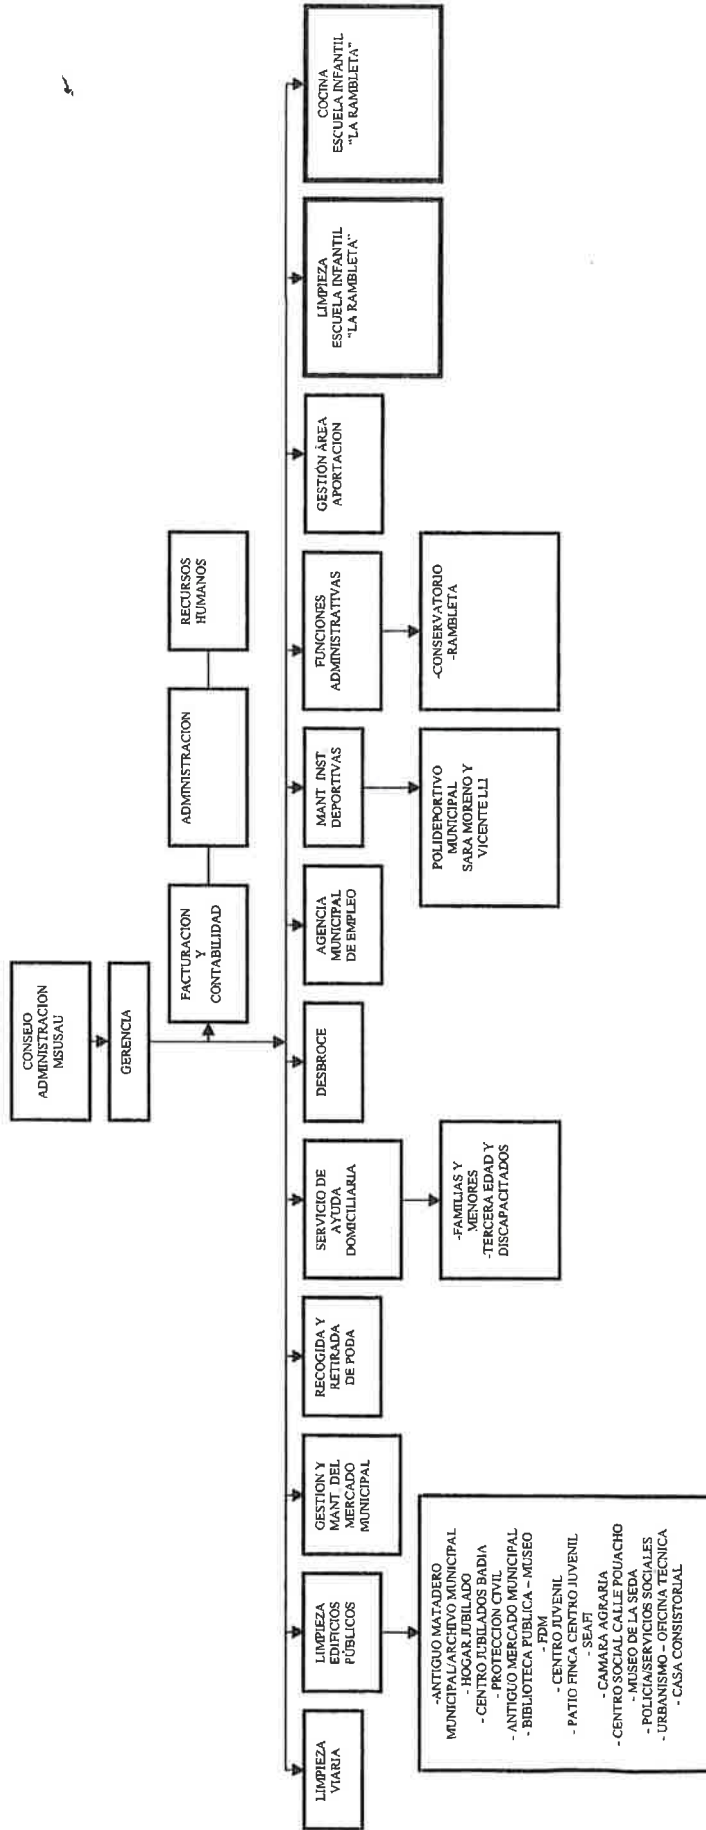 CONSEJO
ADMINISTRACION
MSUSAU
GERENCIA
FACTURACION
Y
CONTABILIDAD
ADMINISTRACION
RECURSOS
HUMANOS
LIMPIEZA
VIARIA
LIMPIEZA
EDIFICIOS
PÚBLICOS
GESTION Y
MANT. DEL
MERCADO
MUNICIPAL
RECOGIDA Y
RETIRADA
DE PODA
SERVICIO DE
AYUDA
DOMICILIARIA
DESBROCE
AGENCIA
MUNICIPAL
DE EMPLEO
MANT INST
DEPORTIVAS
FUNCIONES
ADMINISTRATIVAS
GESTIÓN ÁREA
APORTACION
LIMPIEZA
ESCUELA INFANTIL
"LA RAMBLETA"
COCINA
ESCUELA INFANTIL
"LA RAMBLETA"
-ANTIGUO MATADERO
MUNICIPAL/ARCHIVO MUNICIPAL
- HOGAR JUBILADO
- CENTRO JUBILADOS BADIA
- PROTECCION CIVIL
- ANTIGUO MERCADO MUNICIPAL
- BIBLIOTECA PUBLICA – MUSEO
- FDM
- CENTRO JUVENIL
- PATIO FINCA CENTRO JUVENIL
- SEAFI
- CAMARA AGRARIA
- CENTRO SOCIAL CALLE POUACHO
- MUSEO DE LA SEDA
- POLICIA/SERVICIOS SOCIALES
- URBANISMO – OFICINA TECNICA
- CASA CONSISTORIAL
-FAMILIAS Y
MENORES
-TERCERA EDAD Y
DISCAPACITADOS
POLIDEPORTIVO
MUNICIPAL
SARA MORENO Y
VICENTE LLI
-CONSERVATORIO
-RAMBLETA